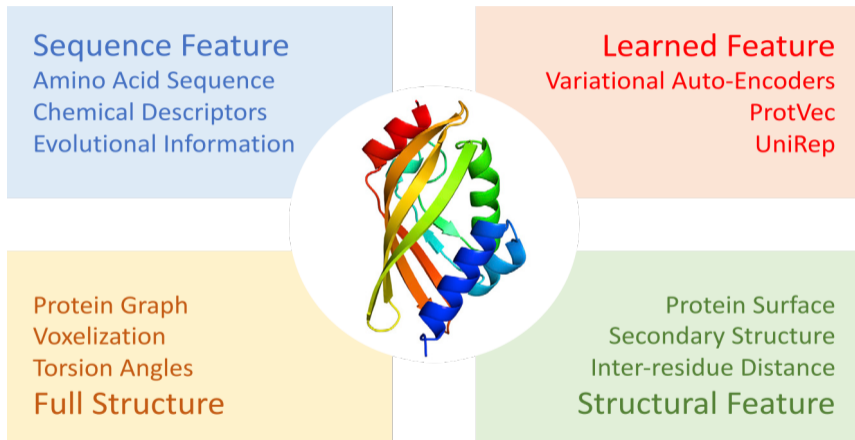 Sequence Feature
Amino Acid Sequence
Chemical Descriptors
Evolutional Information
Learned Feature
Variational Auto-Encoders
ProtVec
UniRep
Protein Graph
Voxelization
Torsion Angles
Full Structure
Protein Surface
Secondary Structure
Inter-residue Distance
Structural Feature